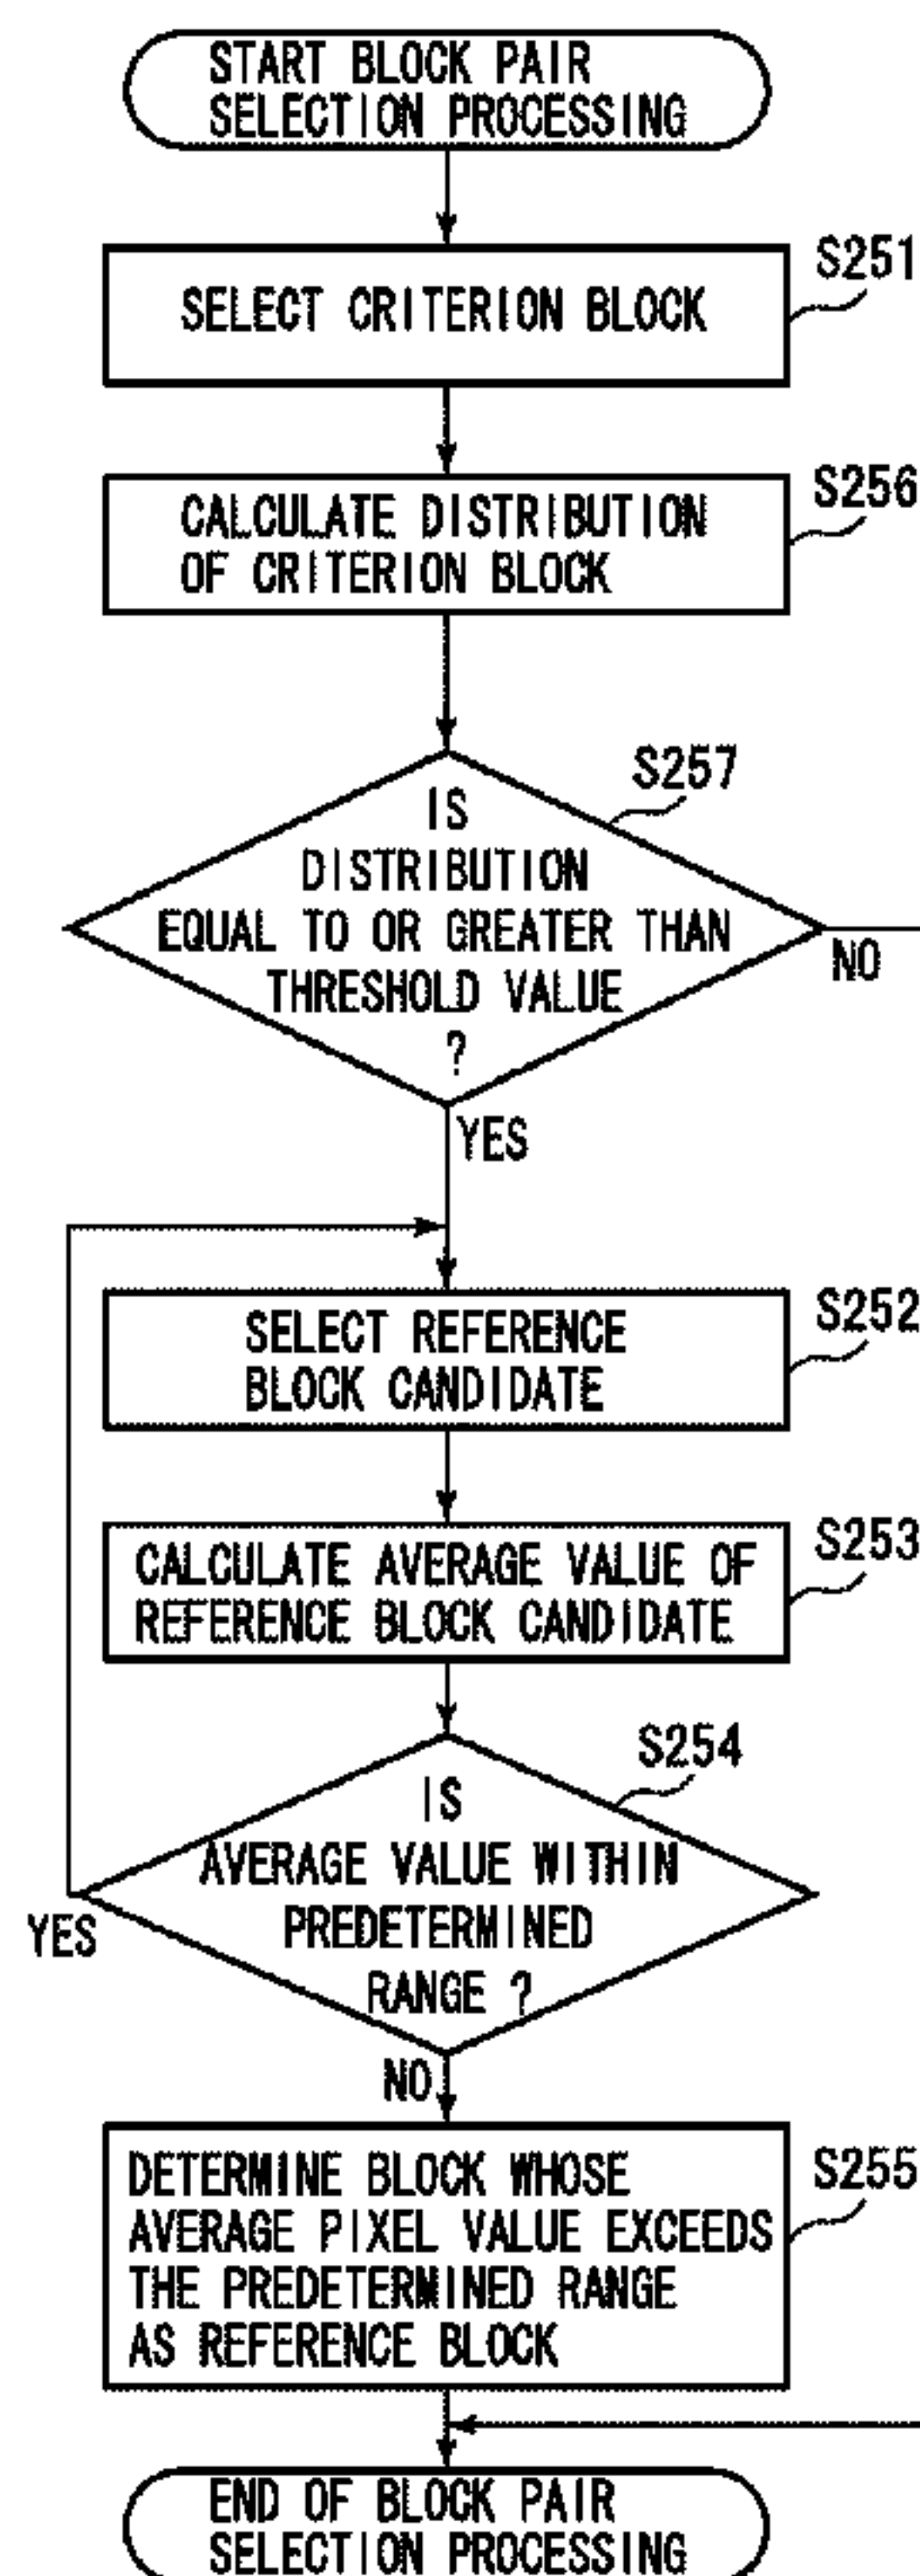 START BLOCK PAIR
SELECTION PROCESSING
S251
SELECT CRITERION BLOCK
S256
CALCULATE DISTRIBUTION
OF CRITERION BLOCK
S257
IS
DISTRIBUTION
EQUAL TO OR GREATER THAN
THRESHOLD VALUE
?
NO
YES
S252
SELECT REFERENCE
BLOCK CANDIDATE
S253
CALCULATE AVERAGE VALUE OF
REFERENCE BLOCK CANDIDATE
S254
IS
AVERAGE VALUE WITHIN
PREDETERMINED
RANGE ?
YES
NO
S255
DETERMINE BLOCK WHOSE
AVERAGE PIXEL VALUE EXCEEDS
THE PREDETERMINED RANGE
AS REFERENCE BLOCK
END OF BLOCK PAIR
SELECTION PROCESSING